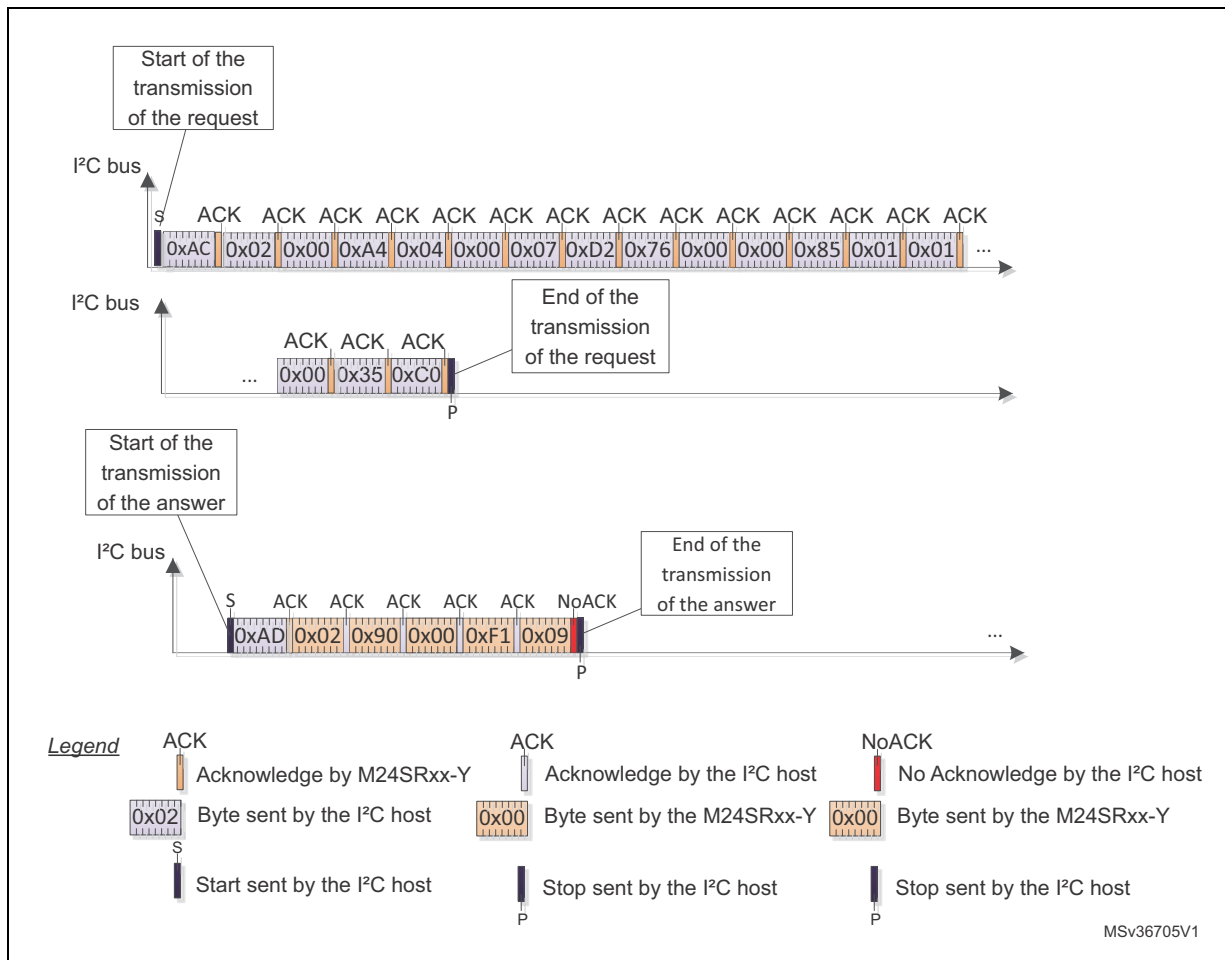 Start of the
transmission
of the request
I²C bus
S
ACK ACK ACK ACK ACK ACK ACK ACK ACK ACK ACK ACK ACK ACK
0xAC 0x02 0x00 0xA4 0x04 0x00 0x07 0xD2 0x76 0x00 0x00 0x85 0x01 0x01 ...
I²C bus
End of the
transmission
of the request
ACK ACK ACK
... 0x00 0x35 0xC0
P
Start of the
transmission
of the answer
I²C bus
End of the
transmission
of the answer
S ACK ACK ACK ACK ACK NoACK
0xAD 0x02 0x90 0x00 0xF1 0x09 ...
P
Legend
ACK ACK NoACK
Acknowledge by M24SRxx-Y Acknowledge by the I²C host No Acknowledge by the I²C host
0x02 Byte sent by the I²C host 0x00 Byte sent by the M24SRxx-Y 0x00 Byte sent by the M24SRxx-Y
S
Start sent by the I²C host Stop sent by the I²C host Stop sent by the I²C host
P P
MSv36705V1